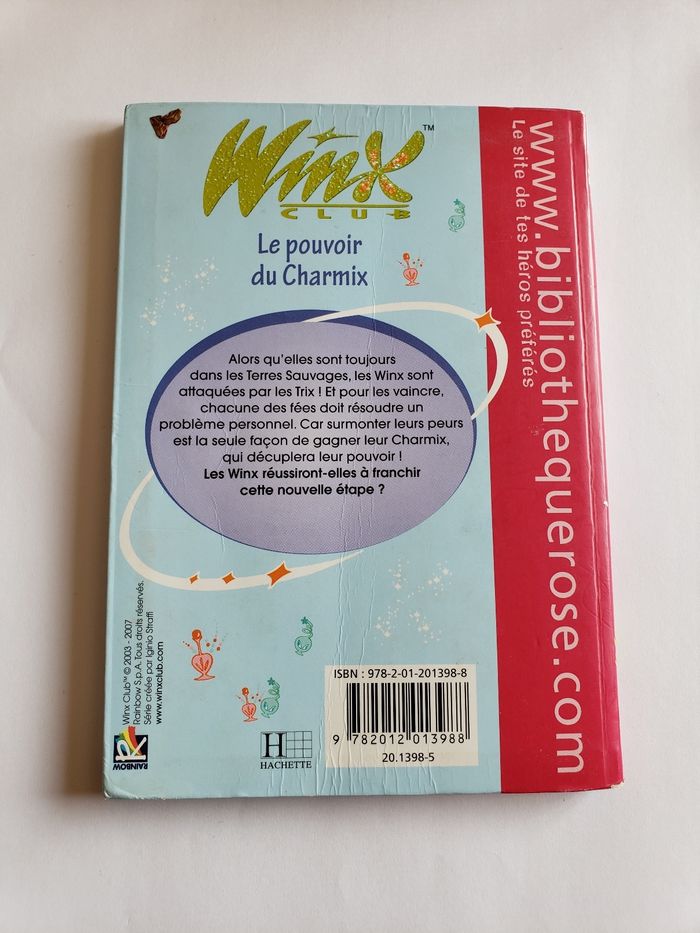 Winx™
CLUB
Le pouvoir
du Charmix
Alors qu'elles sont toujours
dans les Terres Sauvages, les Winx sont
attaquées par les Trix ! Et pour les vaincre,
chacune des fées doit résoudre un
problème personnel. Car surmonter leurs peurs
est la seule façon de gagner leur Charmix,
qui décuplera leur pouvoir !
Les Winx réussiront-elles à franchir
cette nouvelle étape ?
www.bibliothequerose.com
Le site de tes héros préférés
Winx Club™ © 2003 - 2007
Rainbow S.p.A. Tous droits réservés.
Série créée par Iginio Straffi
www.winxclub.com
RAINBOW
H
HACHETTE
ISBN : 978-2-01-201398-8
9 782012 013988
20.1398-5